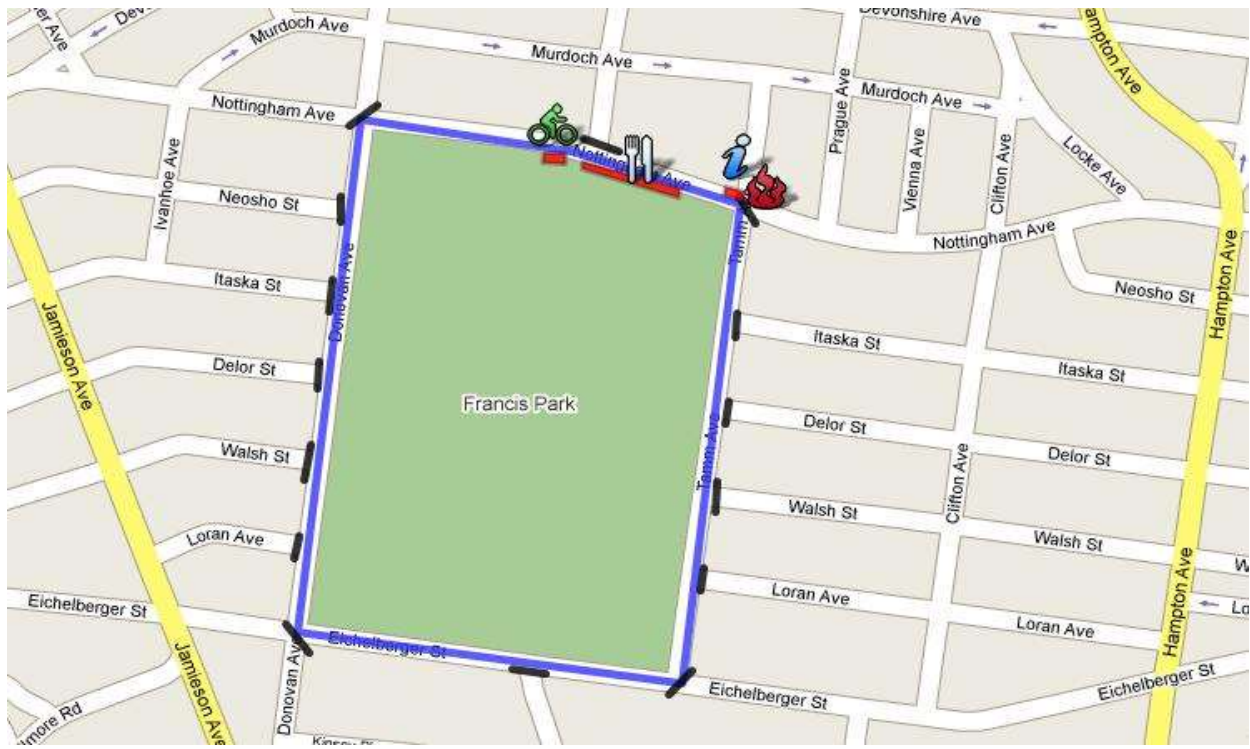 Devonshire Ave
Murdoch Ave
Murdoch Ave
Hampton Ave
Nottingham Ave
Prague Ave
Murdoch Ave
Locke Ave
Nottingham Ave
Ivanhoe Ave
Vienna Ave
Clifton Ave
Neosho St
Nottingham Ave
Tamm
Donovan Ave
Itaska St
Neosho St
Hampton Ave
Jamieson Ave
Itaska St
Itaska St
Delor St
Francis Park
Delor St
Tamm Ave
Walsh St
Delor St
Clifton Ave
Walsh St
Loran Ave
Walsh St
Hampton Ave
Loran Ave
Eichelberger St
Loran Ave
Eichelberger St
Jamieson Ave
Donovan Ave
Eichelberger St
Eichelberger St